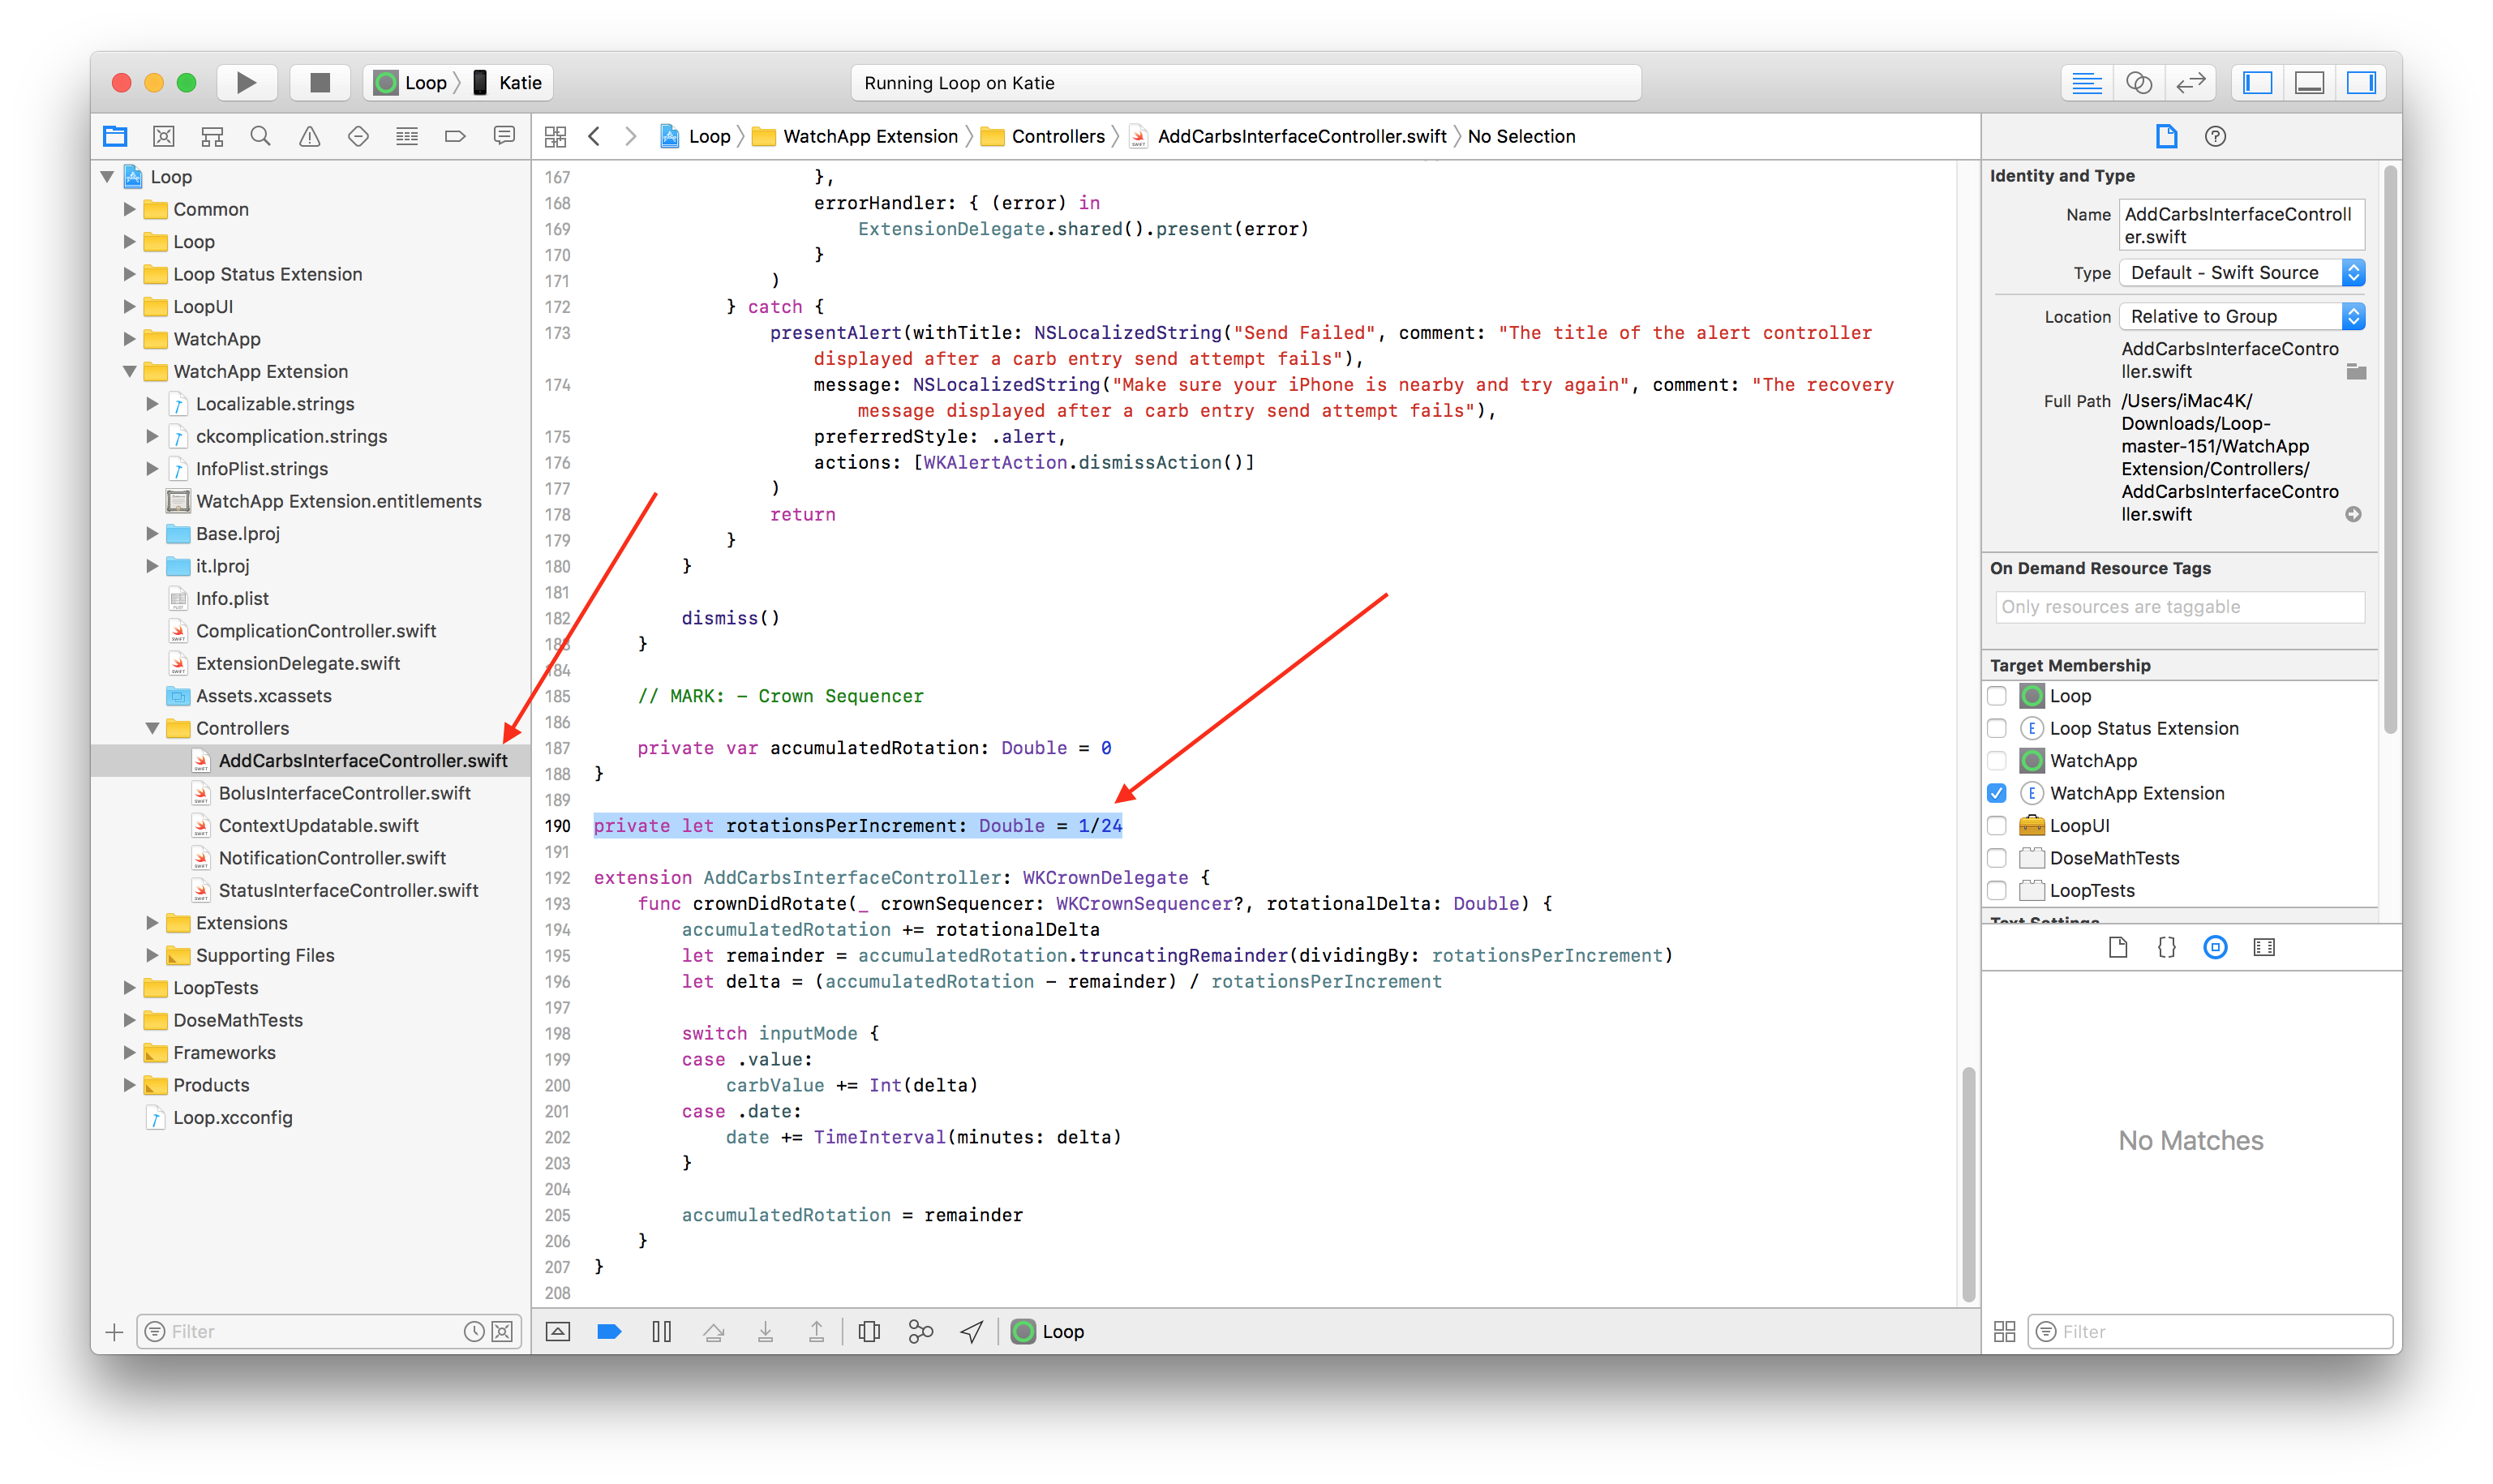 Loop 〉 Katie
Running Loop on Katie
Loop 〉 WatchApp Extension 〉 Controllers 〉 AddCarbsInterfaceController.swift 〉 No Selection
Loop
Common
Loop
Loop Status Extension
LoopUI
WatchApp
WatchApp Extension
Localizable.strings
ckcomplication.strings
InfoPlist.strings
WatchApp Extension.entitlements
Base.lproj
it.lproj
Info.plist
ComplicationController.swift
ExtensionDelegate.swift
Assets.xcassets
Controllers
AddCarbsInterfaceController.swift
BolusInterfaceController.swift
ContextUpdatable.swift
NotificationController.swift
StatusInterfaceController.swift
Extensions
Supporting Files
LoopTests
DoseMathTests
Frameworks
Products
Loop.xcconfig
Filter
167 },
168 errorHandler: { (error) in
169 ExtensionDelegate.shared().present(error)
170 }
171 )
172 } catch {
173 presentAlert(withTitle: NSLocalizedString("Send Failed", comment: "The title of the alert controller
displayed after a carb entry send attempt fails"),
174 message: NSLocalizedString("Make sure your iPhone is nearby and try again", comment: "The recovery
message displayed after a carb entry send attempt fails"),
175 preferredStyle: .alert,
176 actions: [WKAlertAction.dismissAction()]
177 )
178 return
179 }
180 }
181
182 dismiss()
183 }
184
185 // MARK: - Crown Sequencer
186
187 private var accumulatedRotation: Double = 0
188 }
189
190 private let rotationsPerIncrement: Double = 1/24
191
192 extension AddCarbsInterfaceController: WKCrownDelegate {
193 func crownDidRotate(_ crownSequencer: WKCrownSequencer?, rotationalDelta: Double) {
194 accumulatedRotation += rotationalDelta
195 let remainder = accumulatedRotation.truncatingRemainder(dividingBy: rotationsPerIncrement)
196 let delta = (accumulatedRotation - remainder) / rotationsPerIncrement
197
198 switch inputMode {
199 case .value:
200 carbValue += Int(delta)
201 case .date:
202 date += TimeInterval(minutes: delta)
203 }
204
205 accumulatedRotation = remainder
206 }
207 }
208
Loop
Identity and Type
Name AddCarbsInterfaceControll
er.swift
Type Default - Swift Source
Location Relative to Group
AddCarbsInterfaceContro
ller.swift
Full Path /Users/iMac4K/
Downloads/Loop-
master-151/WatchApp
Extension/Controllers/
AddCarbsInterfaceContro
ller.swift
On Demand Resource Tags
Only resources are taggable
Target Membership
Loop
E Loop Status Extension
WatchApp
E WatchApp Extension
LoopUI
DoseMathTests
LoopTests
Text Settings
{}
No Matches
Filter